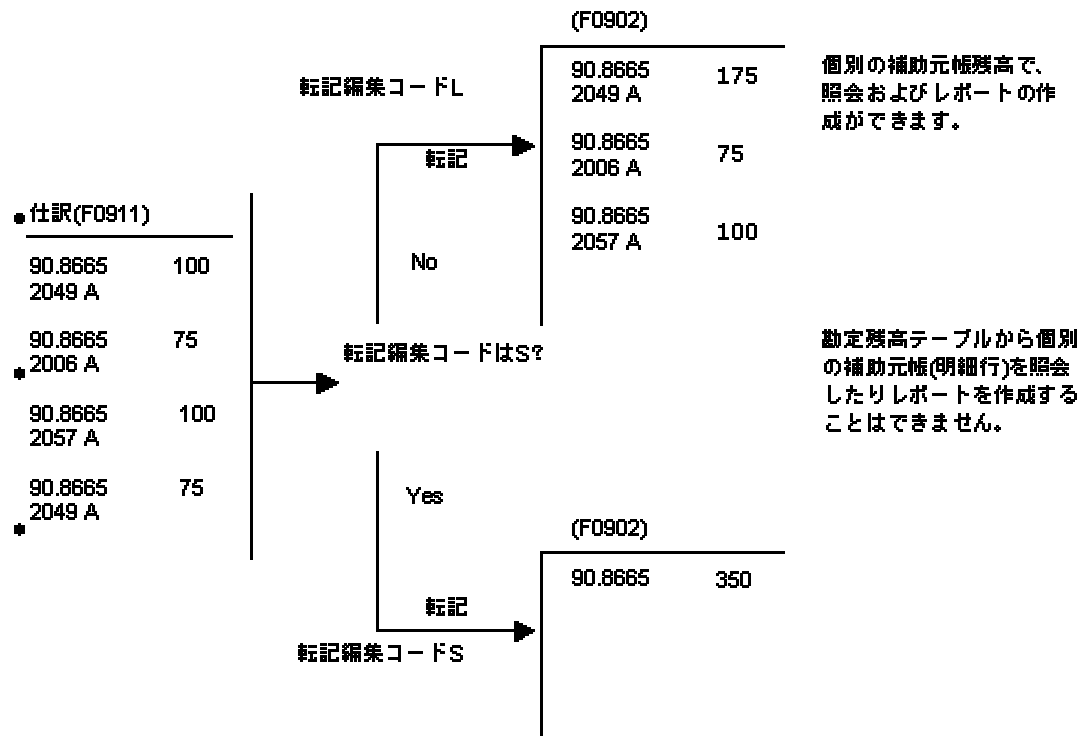 (F0902)
転記編集コードL
90.8665 175
2049 A
転記
90.8665 75
2006 A
90.8665 100
2057 A
No
個別の補助元帳残高で、
照会およびレポートの作
成ができます。
仕訳(F0911)
90.8665 100
2049 A
90.8665 75
2006 A
90.8665 100
2057 A
90.8665 75
2049 A
転記編集コードはS?
勘定残高テーブルから個別
の補助元帳(明細行)を照会
したりレポートを作成する
ことはできません。
Yes
(F0902)
90.8665 350
転記
転記編集コードS